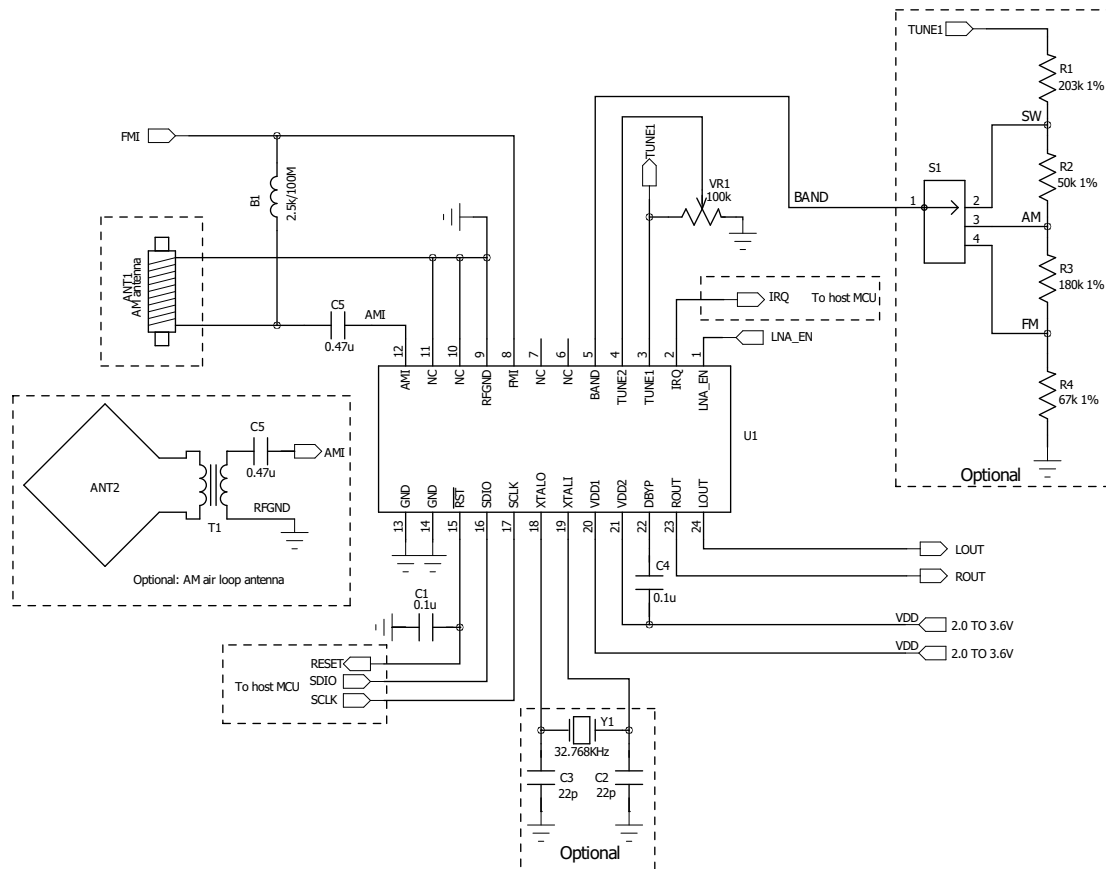 TUNE1
R1
203k 1%
SW
R2
50k 1%
S1
1
2
3
4
AM
R3
180k 1%
FM
R4
67k 1%
Optional
BAND
FMI
B1
2.5k/100M
TUNE1
VR1
100k
ANT1
AM antenna
C5
0.47u
AMI
IRQ
To host MCU
LNA_EN
12
11
10
9
8
7
6
5
4
3
2
1
AMI
NC
NC
RFGND
FMI
NC
NC
BAND
TUNE2
TUNE1
IRQ
LNA_EN
U1
GND
GND
RST
SDIO
SCLK
XTALO
XTALI
VDD1
VDD2
DBYP
ROUT
LOUT
13
14
15
16
17
18
19
20
21
22
23
24
ANT2
T1
C5
0.47u
AMI
RFGND
Optional: AM air loop antenna
LOUT
ROUT
C4
0.1u
C1
0.1u
VDD
2.0 TO 3.6V
VDD
2.0 TO 3.6V
To host MCU
RESET
SDIO
SCLK
Y1
32.768KHz
C3
22p
C2
22p
Optional